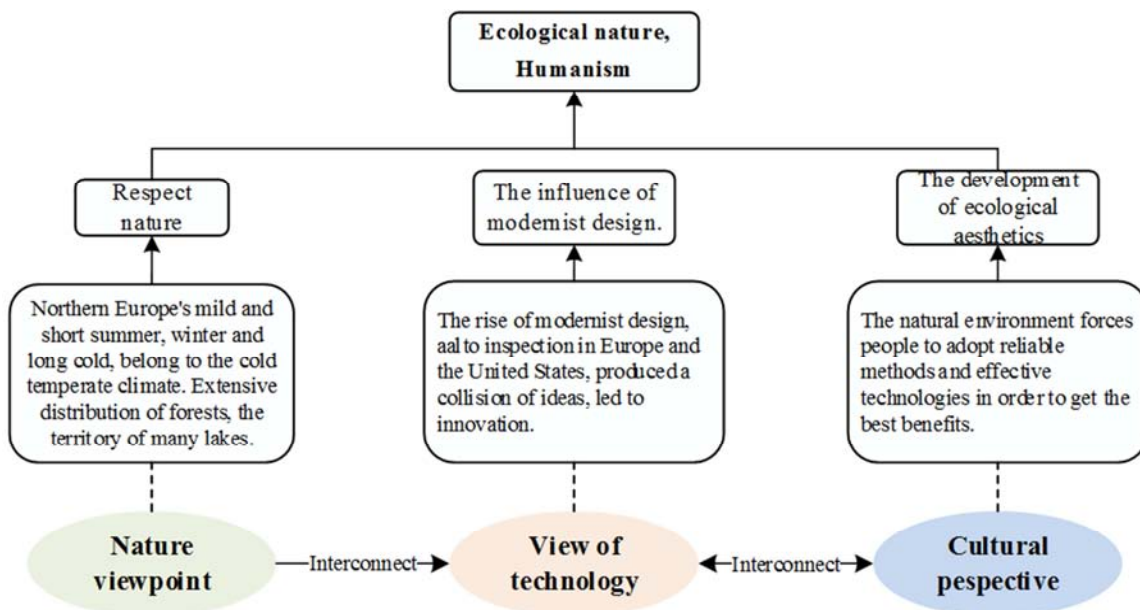 Ecological nature,
Humanism
Respect
nature
The influence of
modernist design.
The development
of ecological
aesthetics
Northern Europe's mild and
short summer, winter and
long cold, belong to the cold
temperate climate. Extensive
distribution of forests, the
territory of many lakes.
The rise of modernist design,
aalto inspection in Europe and
the United States, produced a
collision of ideas, led to
innovation.
The natural environment forces
people to adopt reliable
methods and effective
technologies in order to get the
best benefits.
Nature
viewpoint
Interconnect
View of
technology
Interconnect
Cultural
pespective